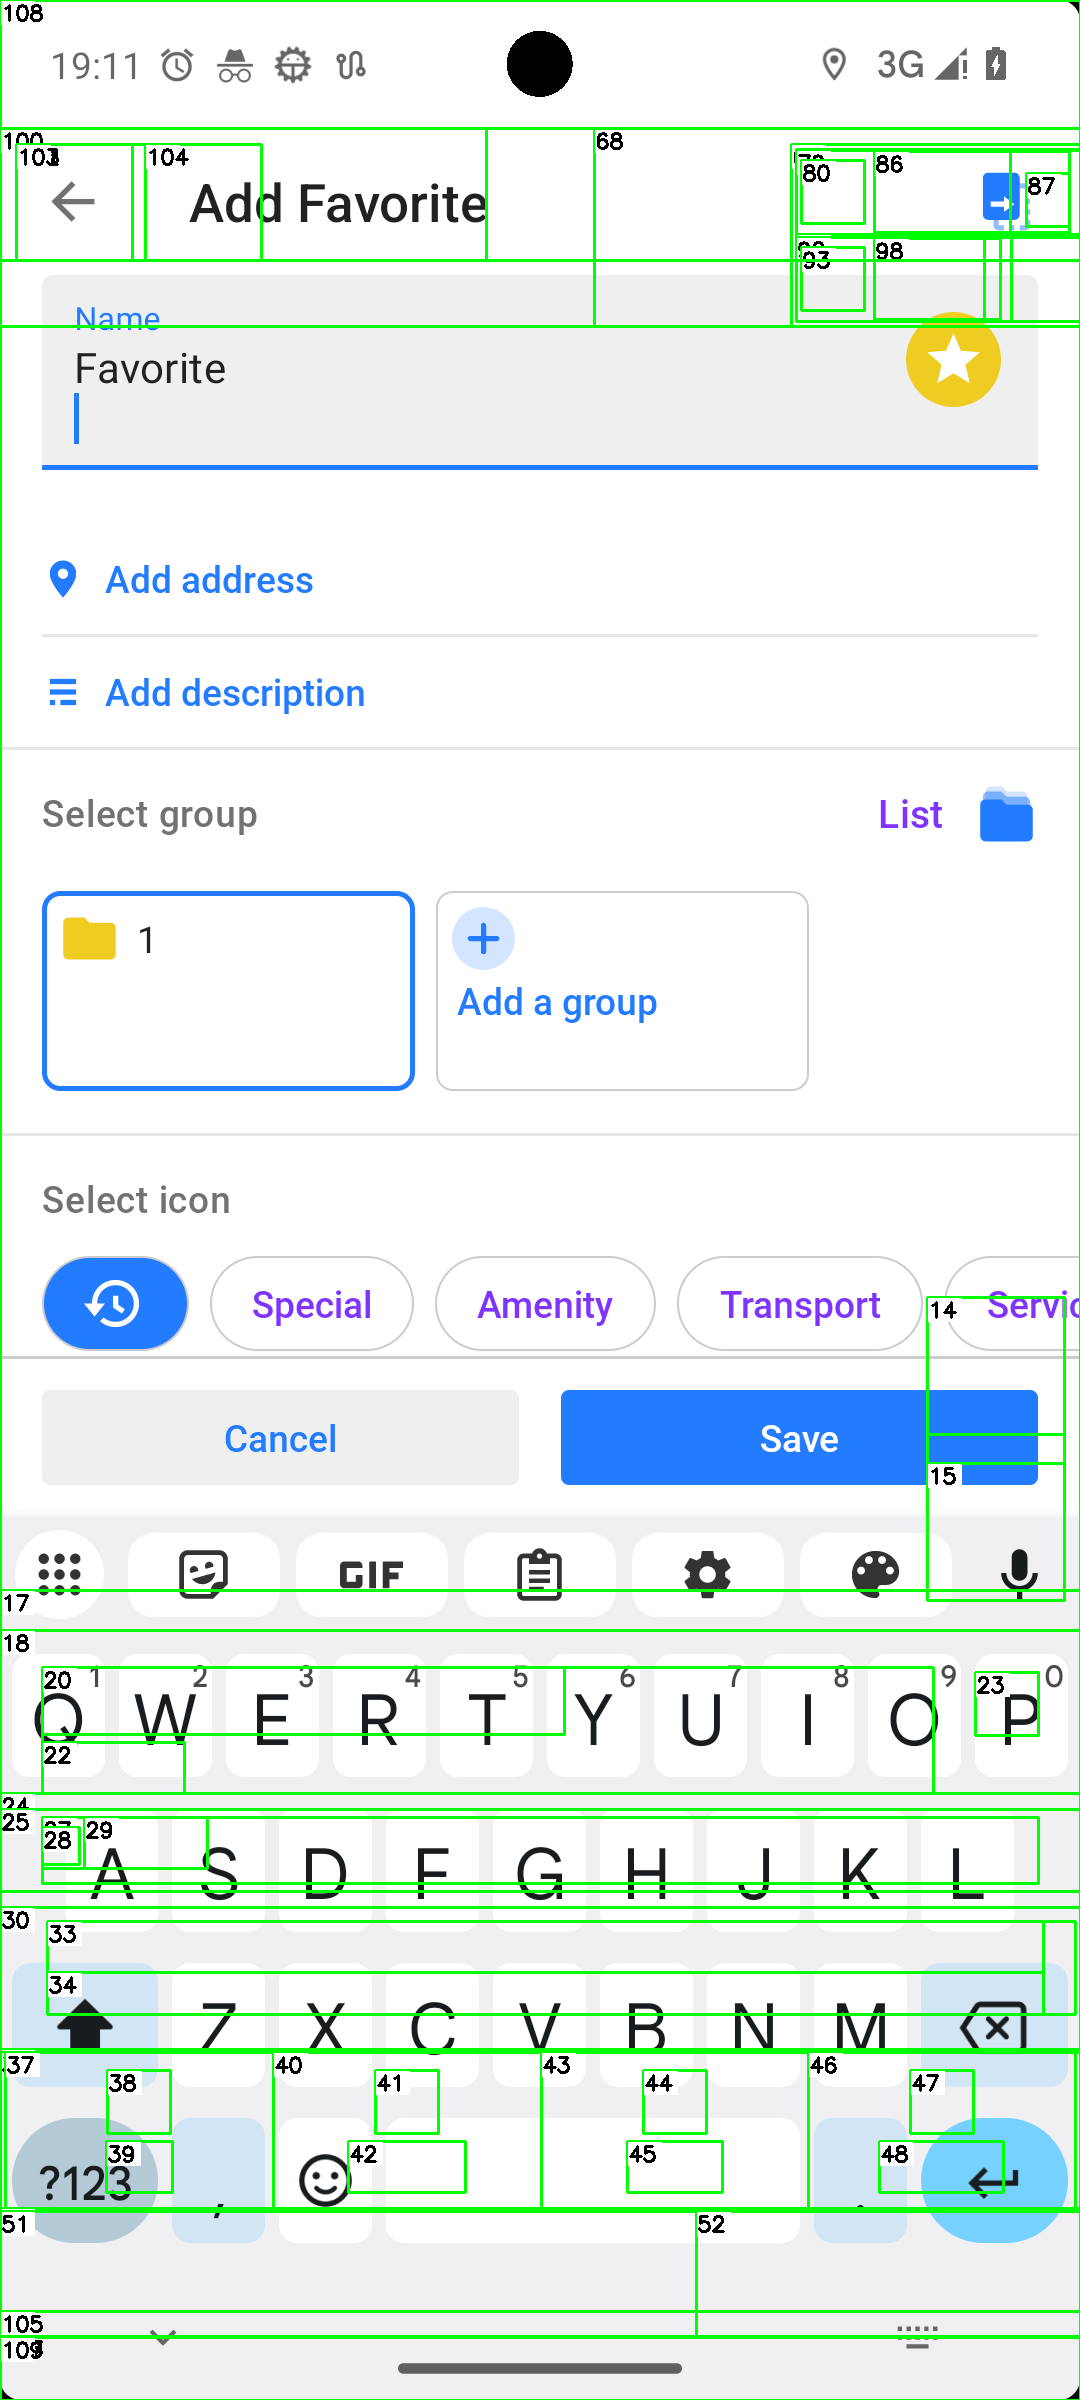 108
19:11 3G
100 68
103 104 80 86 87
Add Favorite
93 98
Name
Favorite
Add address
Add description
Select group List
1
Add a group
Select icon
Special Amenity Transport Servic
14
Cancel Save
15
GIF
17
18
20 23
1 2 3 4 5 6 7 8 9 0
Q W E R T Y U I O P
22
24
25
28 29
A S D F G H J K L
30
33
34
Z X C V B N M
37 40 43 46
38 41 44 47
39 42 45 48
?123 , .
51 52
105
109